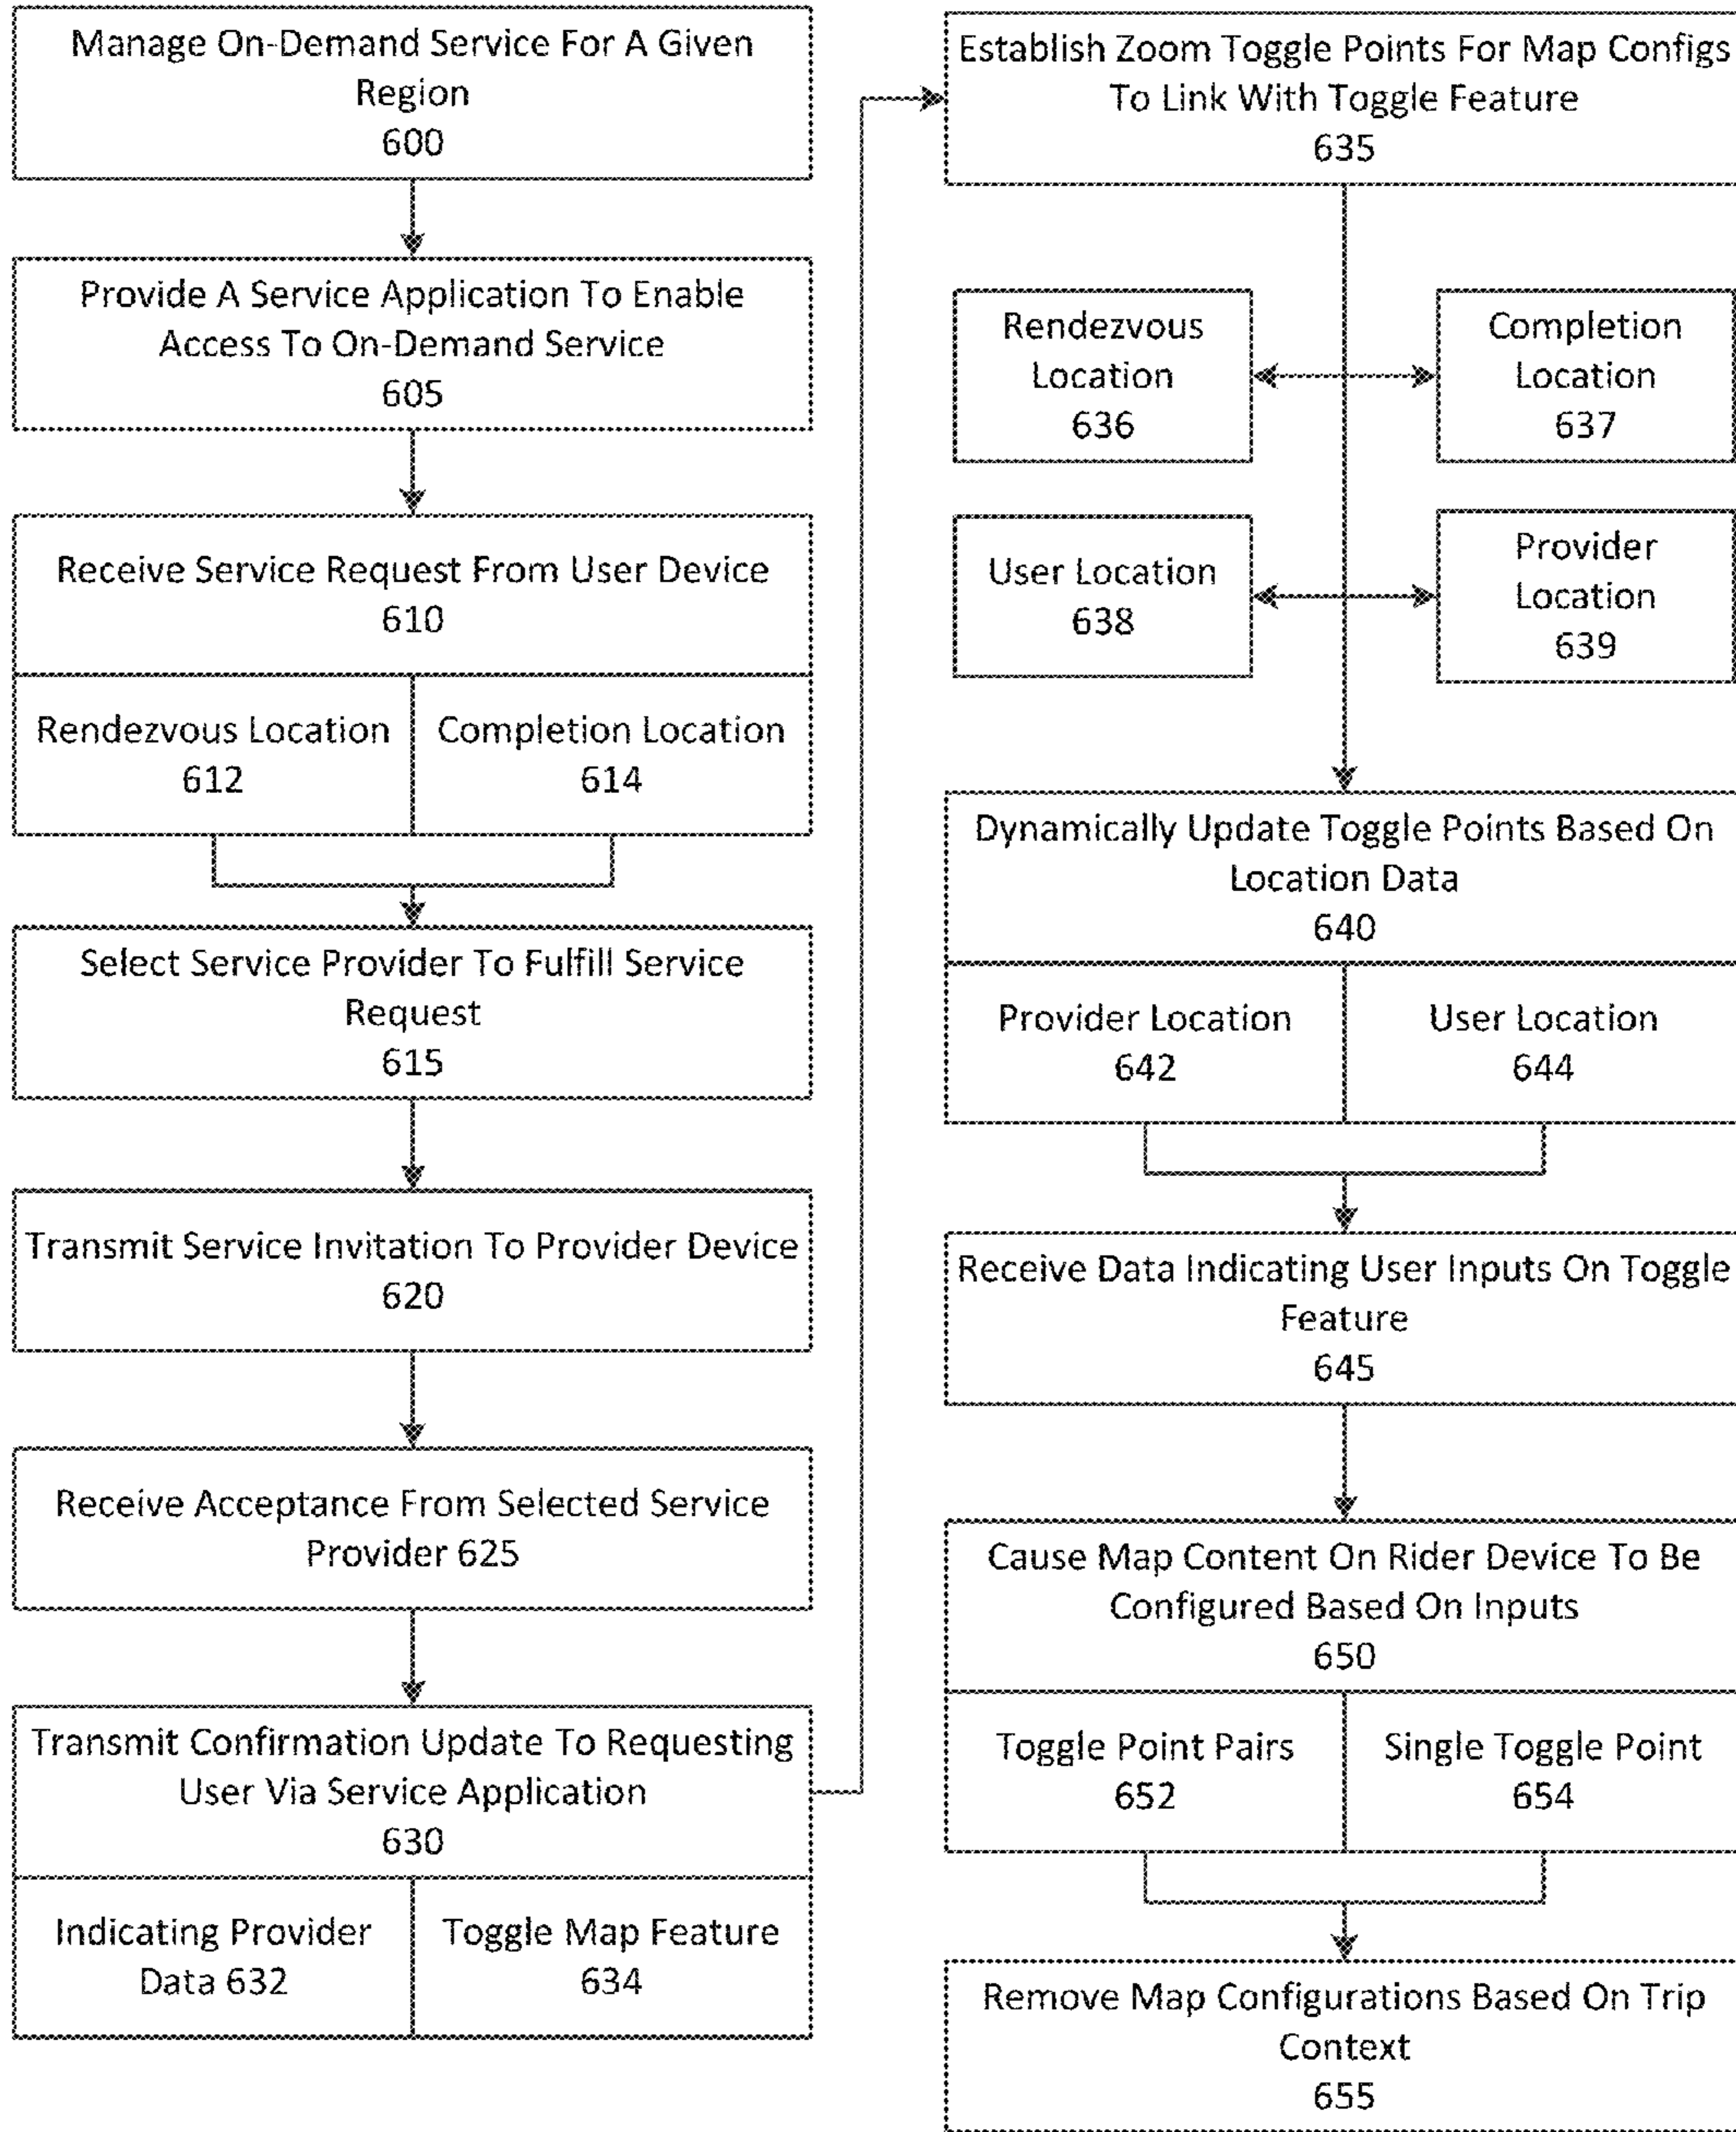 Manage On-Demand Service For A Given
Region
600
Provide A Service Application To Enable
Access To On-Demand Service
605
Receive Service Request From User Device
610
Rendezvous Location
612
Completion Location
614
Select Service Provider To Fulfill Service
Request
615
Transmit Service Invitation To Provider Device
620
Receive Acceptance From Selected Service
Provider 625
Transmit Confirmation Update To Requesting
User Via Service Application
630
Indicating Provider
Data 632
Toggle Map Feature
634
Establish Zoom Toggle Points For Map Configs
To Link With Toggle Feature
635
Rendezvous
Location
636
Completion
Location
637
User Location
638
Provider
Location
639
Dynamically Update Toggle Points Based On
Location Data
640
Provider Location
642
User Location
644
Receive Data Indicating User Inputs On Toggle
Feature
645
Cause Map Content On Rider Device To Be
Configured Based On Inputs
650
Toggle Point Pairs
652
Single Toggle Point
654
Remove Map Configurations Based On Trip
Context
655